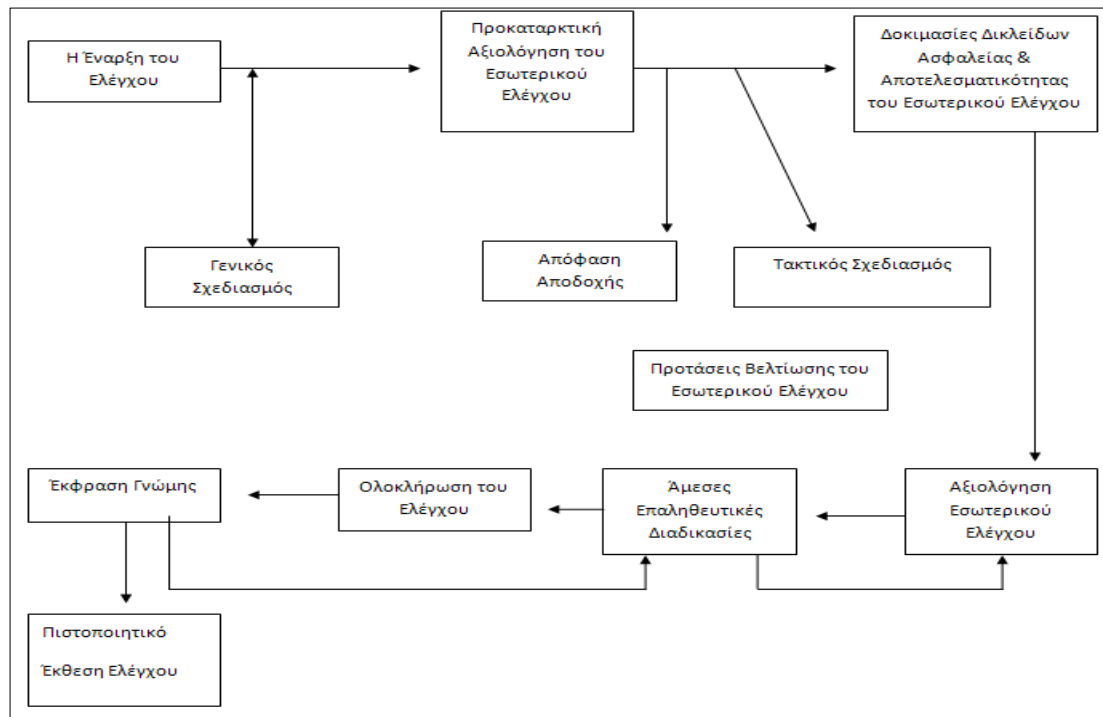 Η Έναρξη του
Ελέγχου
Προκαταρκτική
Αξιολόγηση του
Εσωτερικού
Ελέγχου
Δοκιμασίες Δικλείδων
Ασφαλείας &
Αποτελεσματικότητας
του Εσωτερικού Ελέγχου
Γενικός
Σχεδιασμός
Απόφαση
Αποδοχής
Τακτικός Σχεδιασμός
Προτάσεις Βελτίωσης του
Εσωτερικού Ελέγχου
Έκφραση Γνώμης
Ολοκλήρωση του
Ελέγχου
Άμεσες
Επαληθευτικές
Διαδικασίες
Αξιολόγηση
Εσωτερικού
Ελέγχου
Πιστοποιητικό
Έκθεση Ελέγχου